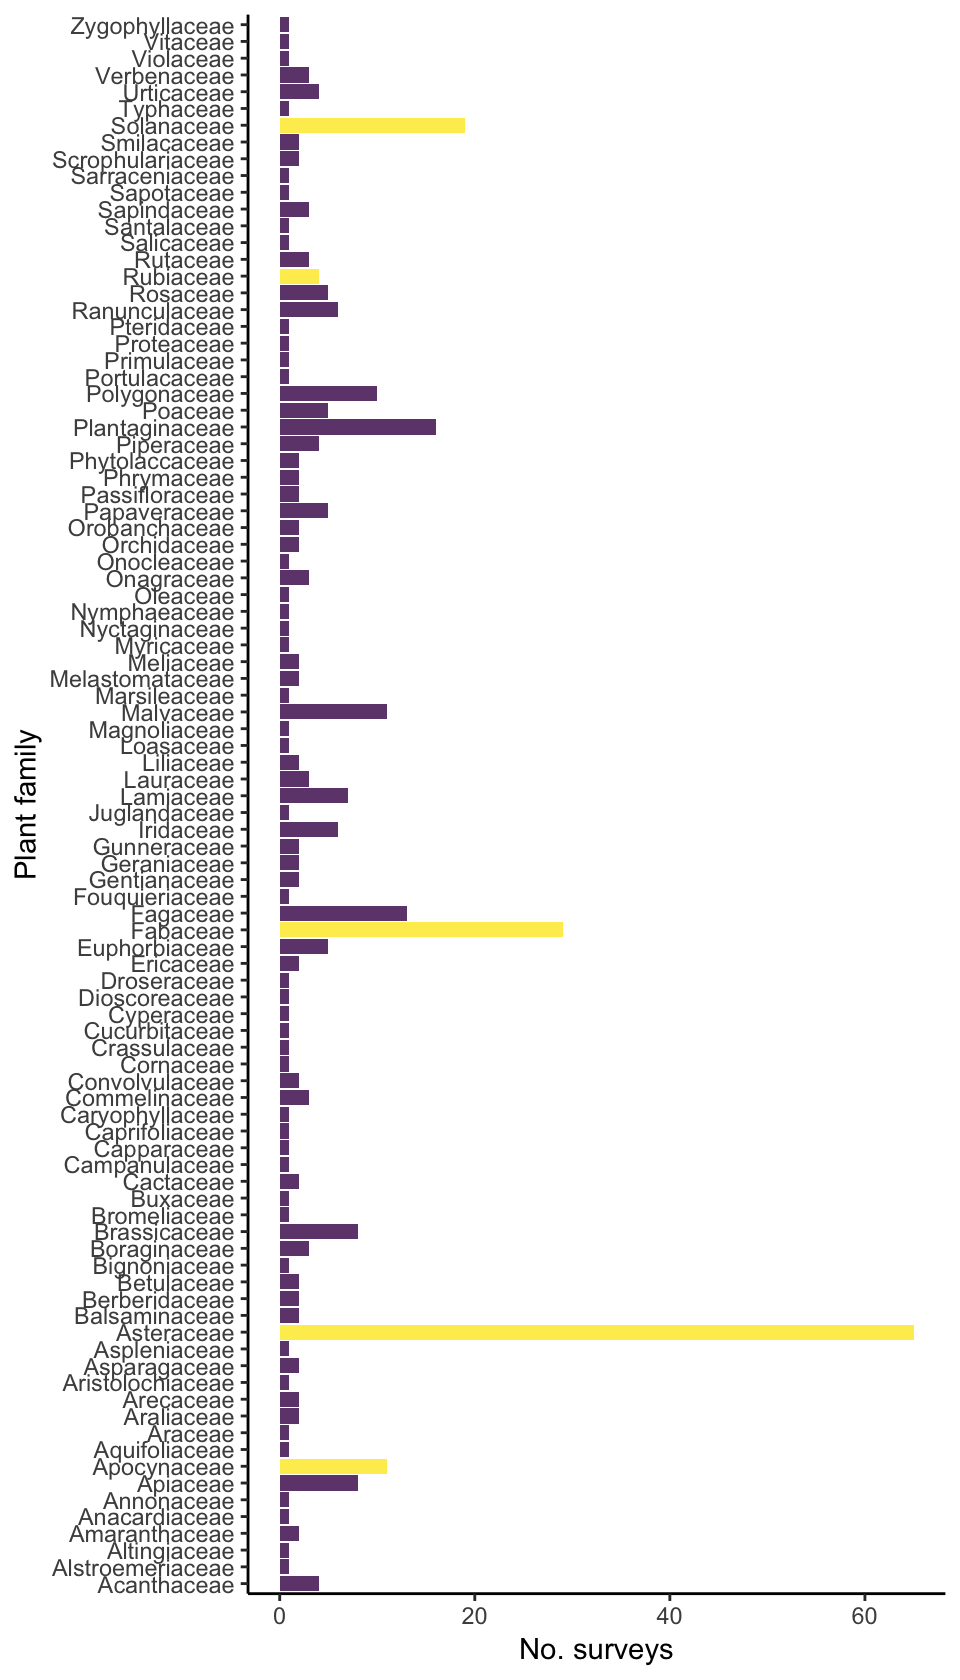 Zygophyllaceae
Vitaceae
Violaceae
Verbenaceae
Urticaceae
Typhaceae
Solanaceae
Smilacaceae
Scrophulariaceae
Sarraceniaceae
Sapotaceae
Sapindaceae
Santalaceae
Salicaceae
Rutaceae
Rubiaceae
Rosaceae
Ranunculaceae
Pteridaceae
Proteaceae
Primulaceae
Portulacaceae
Polygonaceae
Poaceae
Plantaginaceae
Piperaceae
Phytolaccaceae
Phrymaceae
Passifloraceae
Papaveraceae
Orobanchaceae
Orchidaceae
Onocleaceae
Onagraceae
Oleaceae
Nymphaeaceae
Nyctaginaceae
Myricaceae
Meliaceae
Melastomataceae
Marsileaceae
Malvaceae
Magnoliaceae
Loasaceae
Liliaceae
Lauraceae
Lamiaceae
Juglandaceae
Iridaceae
Gunneraceae
Geraniaceae
Gentianaceae
Fouquieriaceae
Fagaceae
Fabaceae
Euphorbiaceae
Ericaceae
Droseraceae
Dioscoreaceae
Cyperaceae
Cucurbitaceae
Crassulaceae
Cornaceae
Convolvulaceae
Commelinaceae
Caryophyllaceae
Caprifoliaceae
Capparaceae
Campanulaceae
Cactaceae
Buxaceae
Bromeliaceae
Brassicaceae
Boraginaceae
Bignoniaceae
Betulaceae
Berberidaceae
Balsaminaceae
Asteraceae
Aspleniaceae
Asparagaceae
Aristolochiaceae
Arecaceae
Araliaceae
Araceae
Aquifoliaceae
Apocynaceae
Apiaceae
Annonaceae
Anacardiaceae
Amaranthaceae
Altingiaceae
Alstroemeriaceae
Acanthaceae
Plant family
0 20 40 60
No. surveys